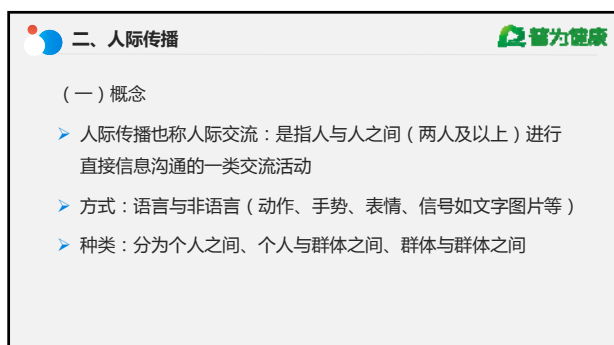 二、人际传播
普为健康
（一）概念
人际传播也称人际交流：是指人与人之间（两人及以上）进行
直接信息沟通的一类交流活动
方式：语言与非语言（动作、手势、表情、信号如文字图片等）
种类：分为个人之间、个人与群体之间、群体与群体之间